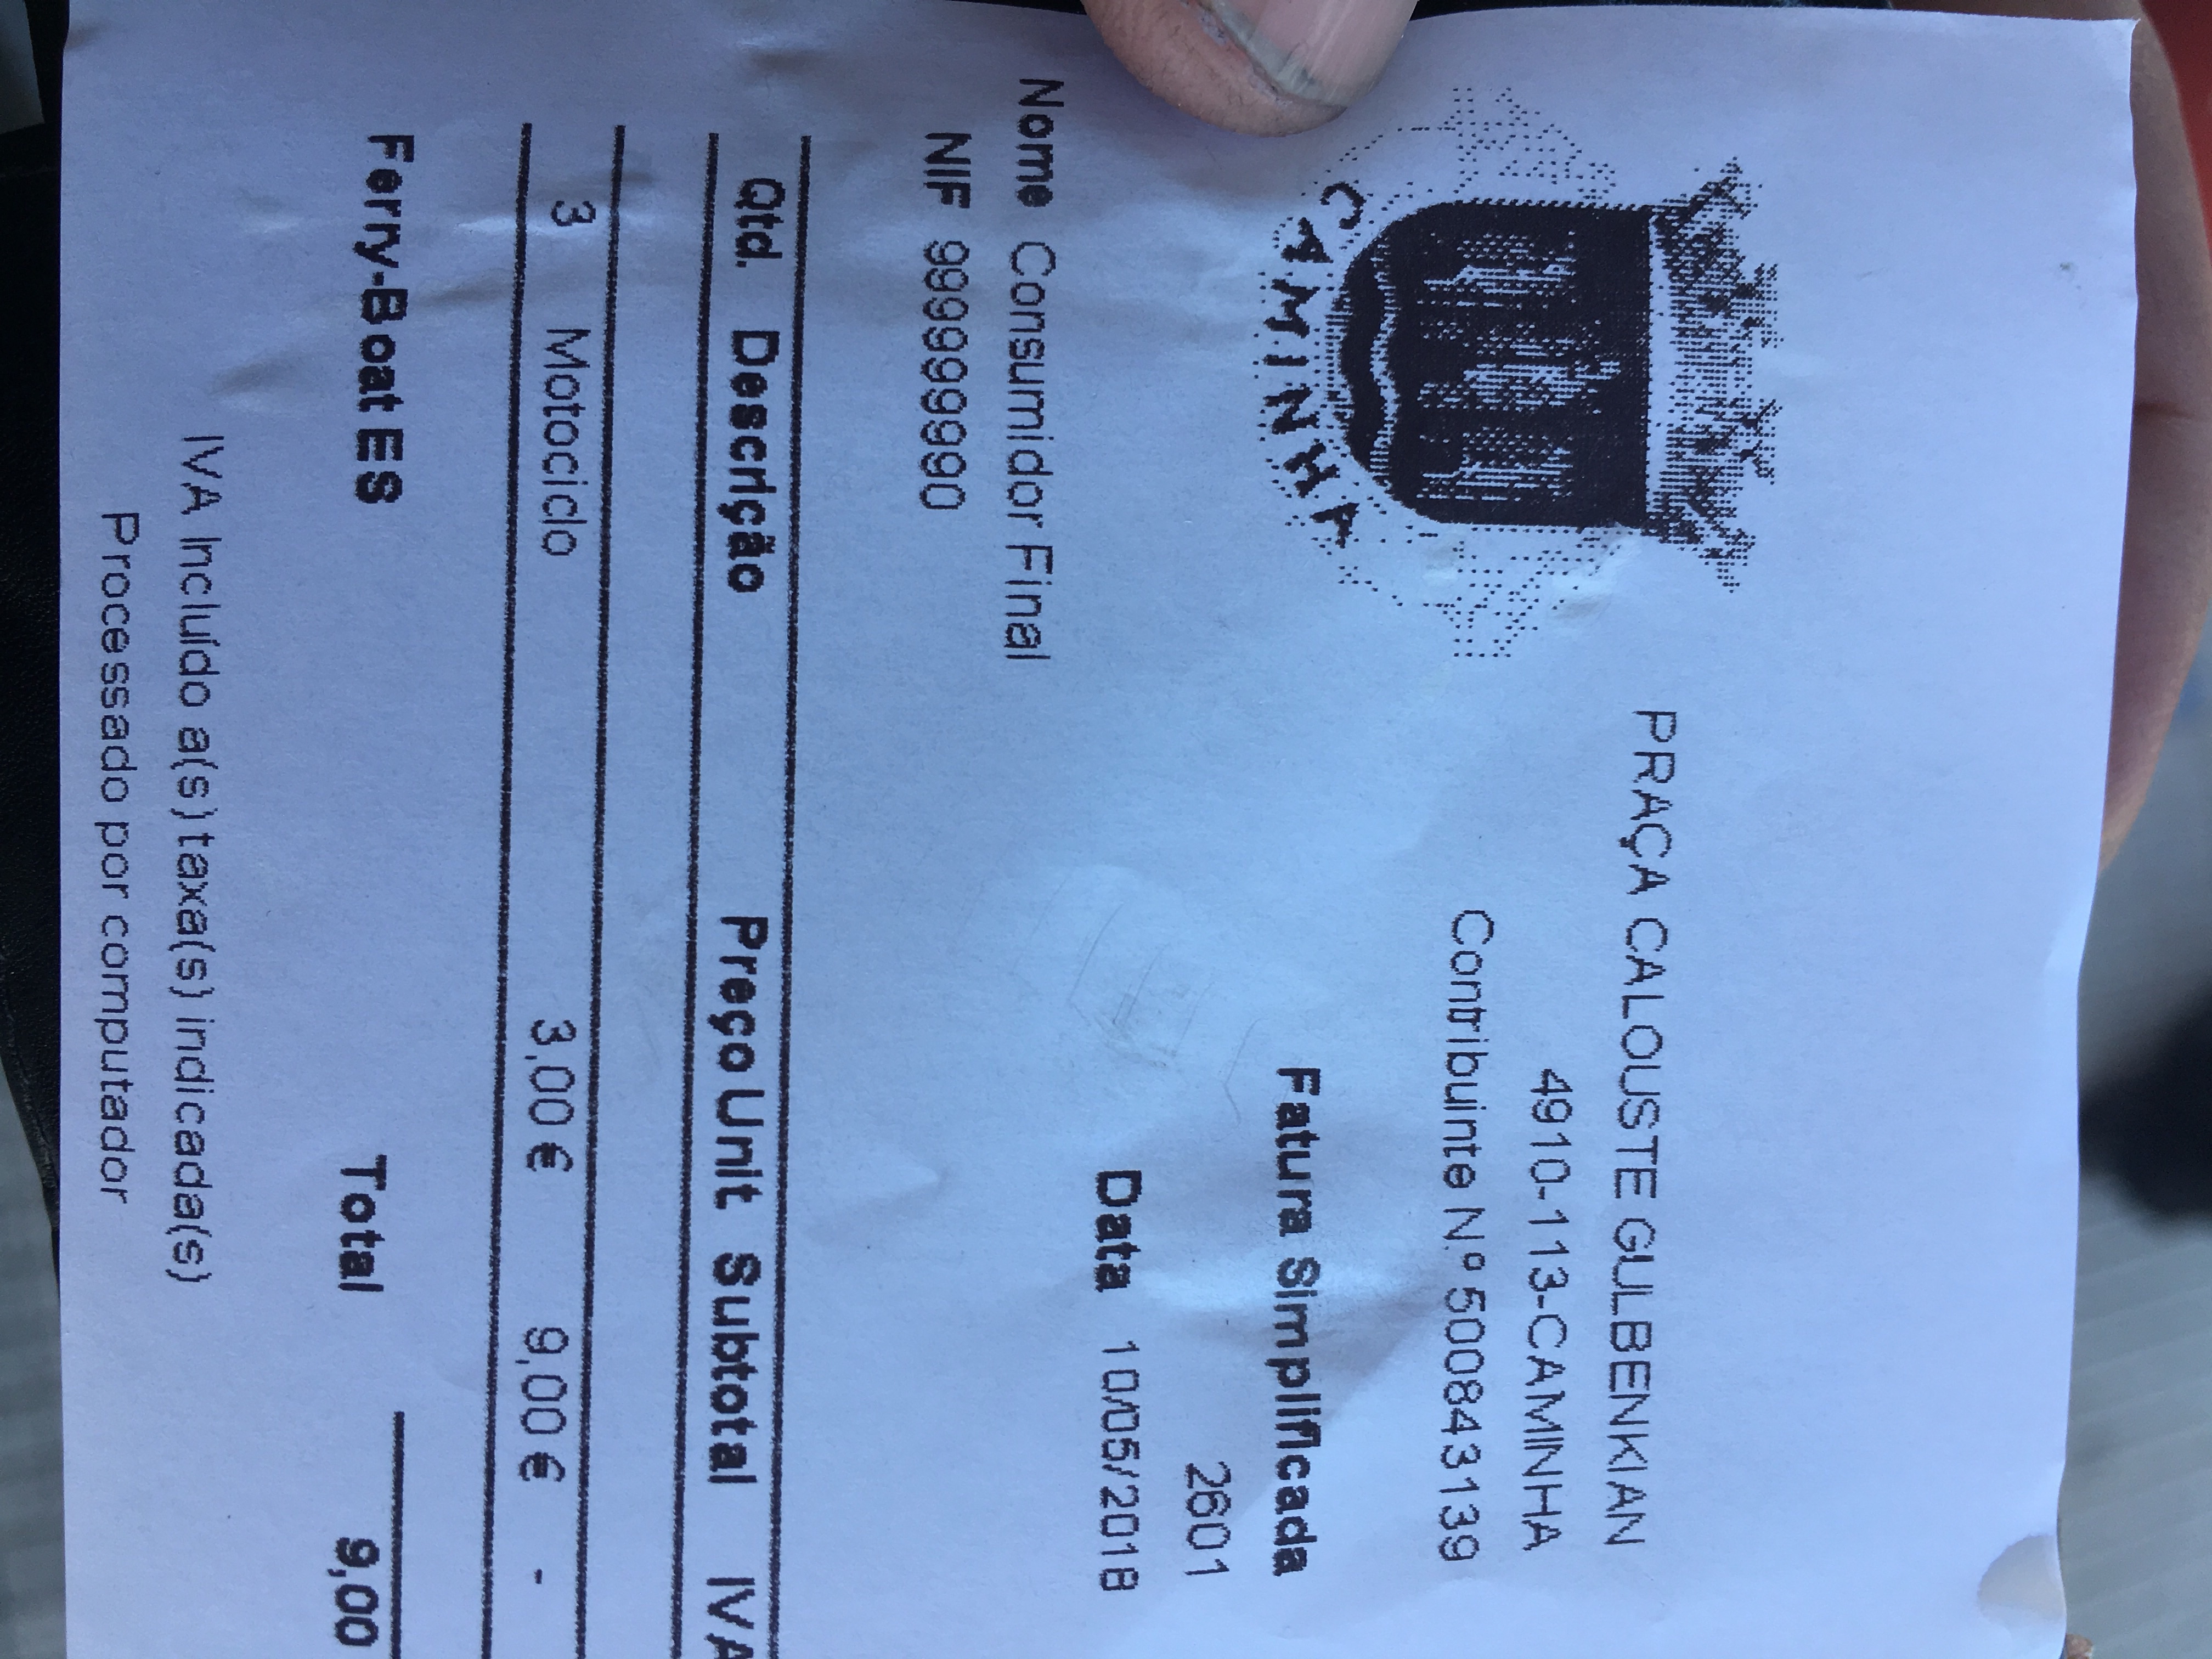 CAMINHA
PRAÇA CALOUSTE GULBENKIAN
4910-113-CAMINHA
Contribuinte N.º 500843139
Fatura Simplificada
2601
Data 10/05/2018
Nome Consumidor Final
NIF 999999990
Qtd. Descrição Preço Unit Subtotal IVA
3 Motociclo 3,00 € 9,00 € -
Ferry-Boat ES Total 9,00
IVA Incluído a(s) taxa(s) indicada(s)
Processado por computador